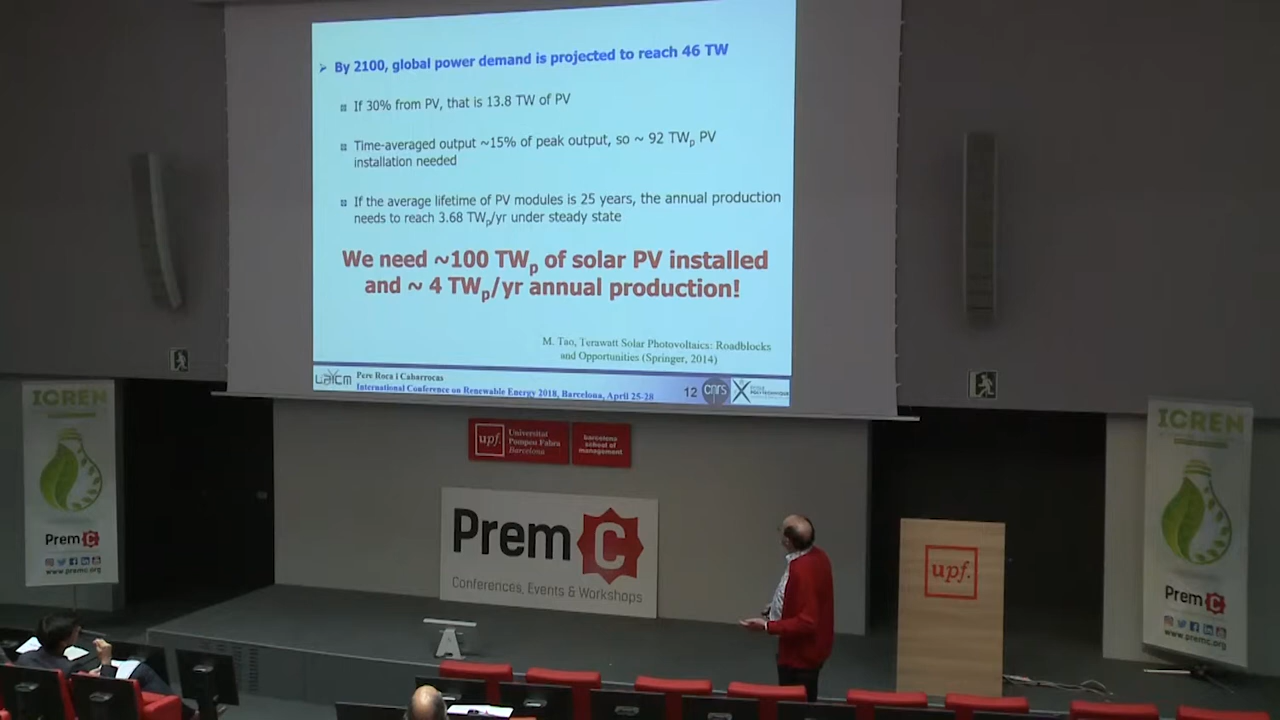 By 2100, global power demand is projected to reach 46 TW
If 30% from PV, that is 13.8 TW of PV
Time-averaged output ~15% of peak output, so ~ 92 TWp PV
installation needed
If the average lifetime of PV modules is 25 years, the annual production
needs to reach 3.68 TWp/yr under steady state
We need ~100 TWp of solar PV installed
and ~ 4 TWp/yr annual production!
M. Tao, Terawatt Solar Photovoltaics: Roadblocks
and Opportunities (Springer, 2014)
Pere Roca i Cabarrocas
International Conference on Renewable Energy 2018, Barcelona, April 25-28
12
cnrs
upf.
Universitat
Pompeu Fabra
Barcelona
barcelona
school of
management
ICREN
PremC
www.premc.org
PremC
Conferences, Events & Workshops
upf.
ICREN
PremC
www.premc.org